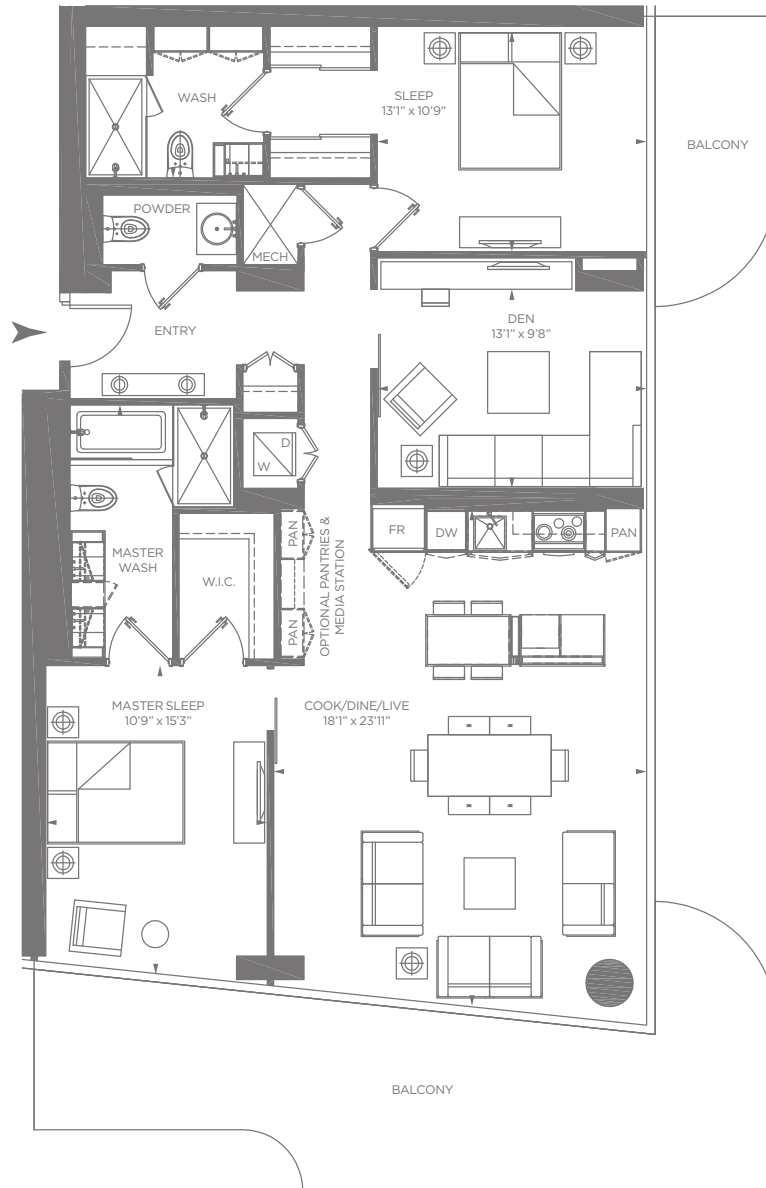 WASH
SLEEP
13'1" x 10'9"
BALCONY
POWDER
MECH
ENTRY
DEN
13'1" x 9'8"
D
W
PAN
OPTIONAL PANTRIES &
MEDIA STATION
PAN
FR
DW
PAN
MASTER
WASH
W.I.C.
MASTER SLEEP
10'9" x 15'3"
COOK/DINE/LIVE
18'1" x 23'11"
BALCONY